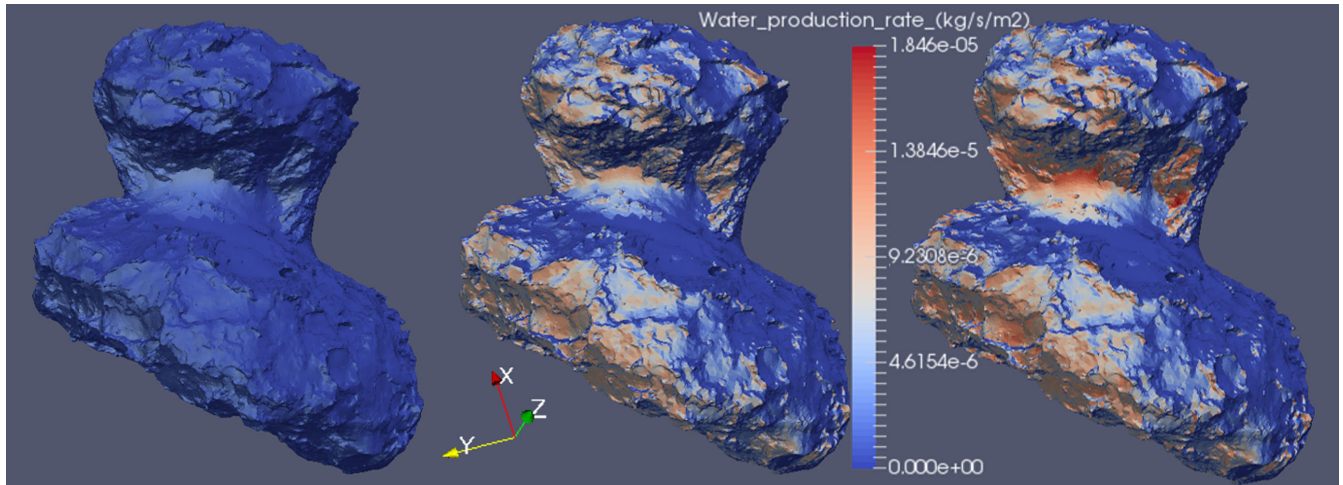 Water_production_rate_(kg/s/m2)
1.846e-05
1.3846e-5
9.2308e-6
4.6154e-6
0.000e+00
X
Z
Y